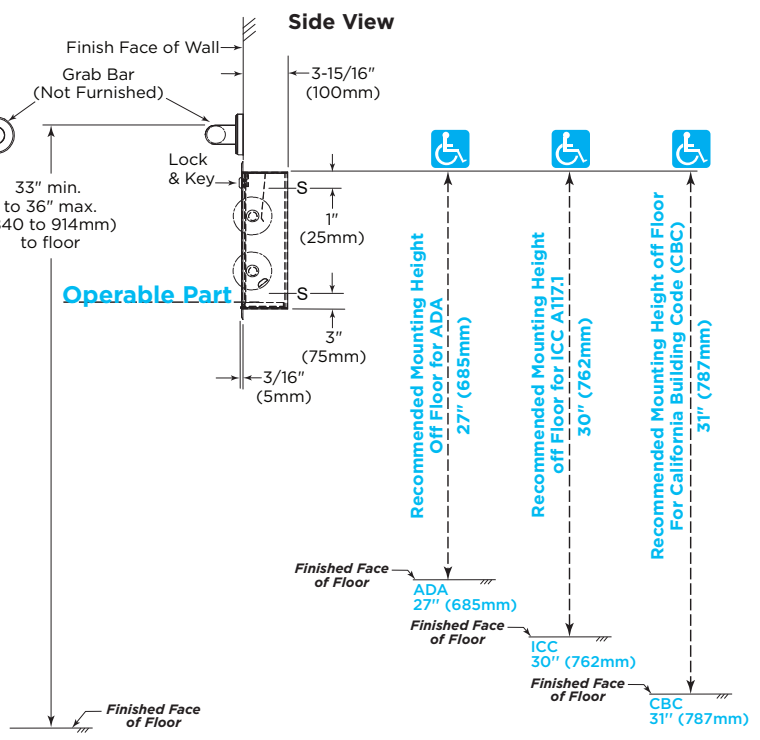 Side View
Finish Face of Wall
Grab Bar
(Not Furnished)
3-15/16"
(100mm)
Lock
& Key
33" min.
to 36" max.
40 to 914mm)
to floor
S
1"
(25mm)
Operable Part
S
3"
(75mm)
3/16"
(5mm)
Recommended Mounting Height
Off Floor for ADA
27" (685mm)
Recommended Mounting Height
off Floor for ICC A117.1
30" (762mm)
Recommended Mounting Height off Floor
For California Building Code (CBC)
31" (787mm)
Finished Face
of Floor
ADA
27" (685mm)
Finished Face
of Floor
ICC
30" (762mm)
Finished Face
of Floor
CBC
31" (787mm)
Finished Face
of Floor